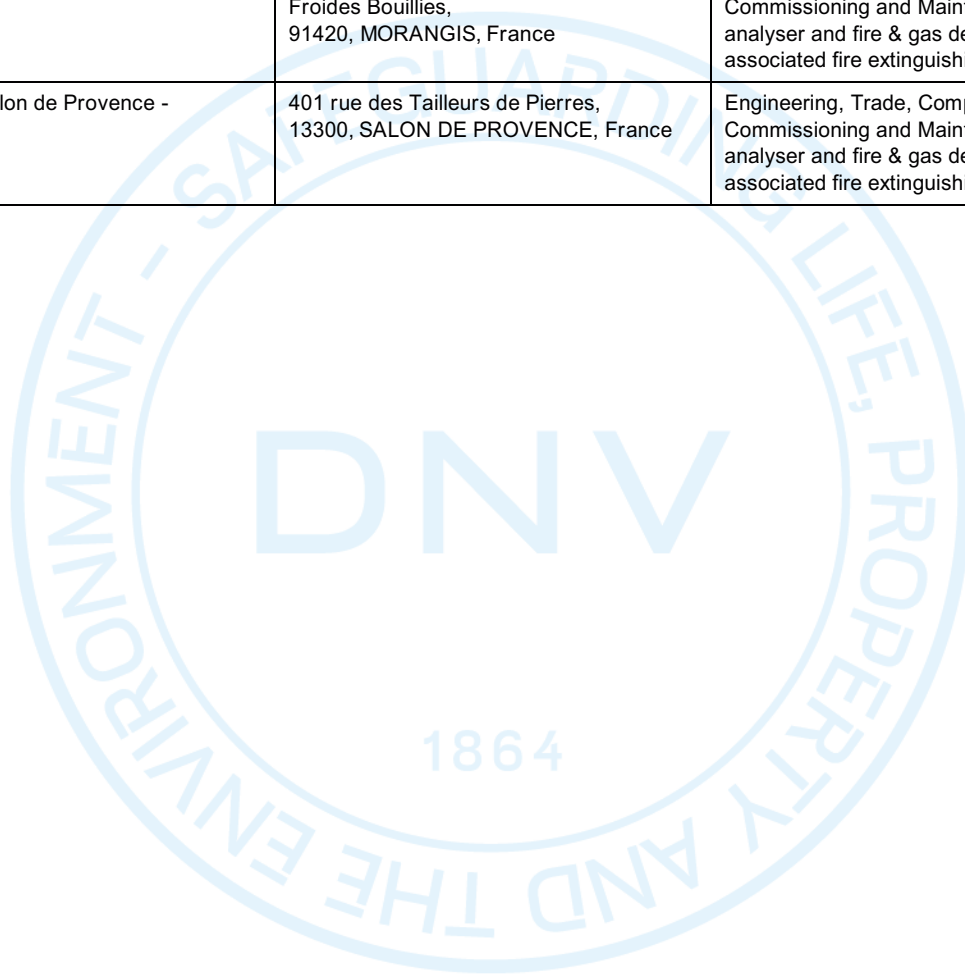 Froides Bouillies,
91420, MORANGIS, France
Commissioning and Main
analyser and fire & gas de
associated fire extinguish
lon de Provence -
401 rue des Tailleurs de Pierres,
13300, SALON DE PROVENCE, France
Engineering, Trade, Com
Commissioning and Main
analyser and fire & gas de
associated fire extinguish
SAFEGUARDING LIFE, PROPERTY AND THE ENVIRONMENT -
DNV
1864